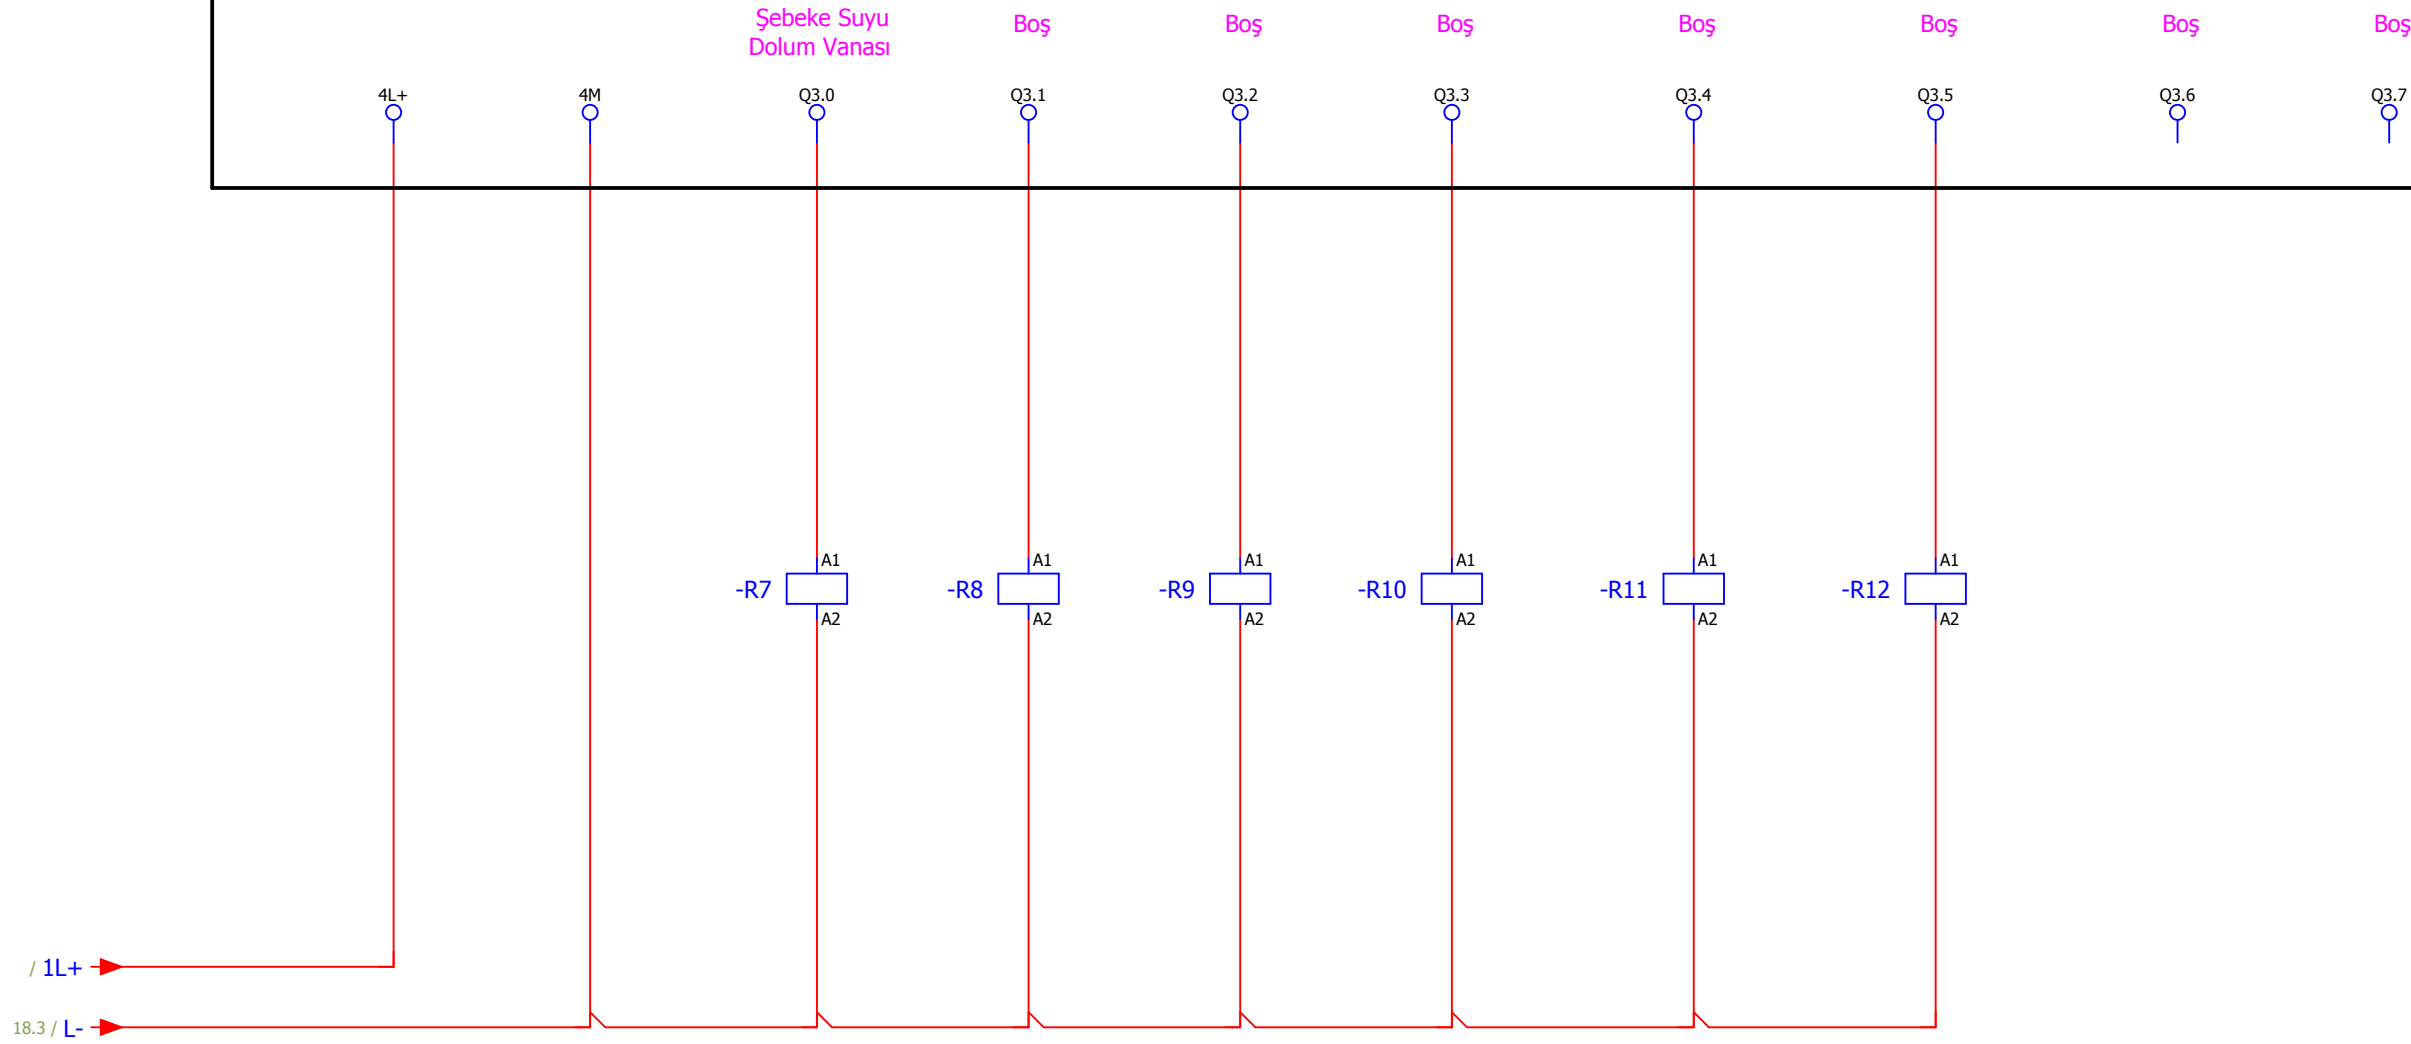 Şebeke Suyu
Dolum Vanası
Boş
Boş
Boş
Boş
Boş
Boş
Boş
4L+
4M
Q3.0
Q3.1
Q3.2
Q3.3
Q3.4
Q3.5
Q3.6
Q3.7
A1
A1
A1
A1
A1
A1
-R7
-R8
-R9
-R10
-R11
-R12
A2
A2
A2
A2
A2
A2
/ 1L+
18.3 / L-